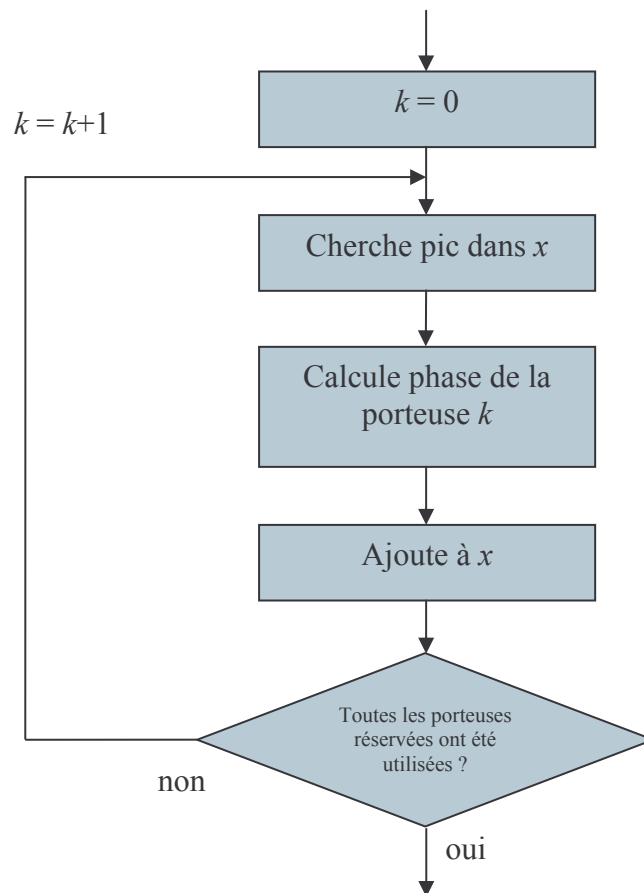 k = 0
k = k+1
Cherche pic dans x
Calcule phase de la
porteuse k
Ajoute à x
Toutes les porteuses
réservées ont été
utilisées ?
non
oui